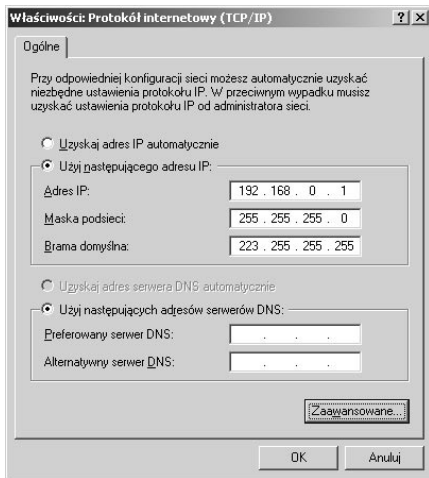 Właściwości: Protokół internetowy (TCP/IP)
Ogólne
Przy odpowiedniej konfiguracji sieci możesz automatycznie uzyskać
niezbędne ustawienia protokołu IP. W przeciwnym wypadku musisz
uzyskać ustawienia protokołu IP od administratora sieci.
Uzyskaj adres IP automatycznie
Użyj następującego adresu IP:
Adres IP: 192 . 168 . 0 . 1
Maska podsieci: 255 . 255 . 255 . 0
Brama domyślna: 223 . 255 . 255 . 255
Uzyskaj adres serwera DNS automatycznie
Użyj następujących adresów serwerów DNS:
Preferowany serwer DNS: . . .
Alternatywny serwer DNS: . . .
Zaawansowane...
OK Anuluj